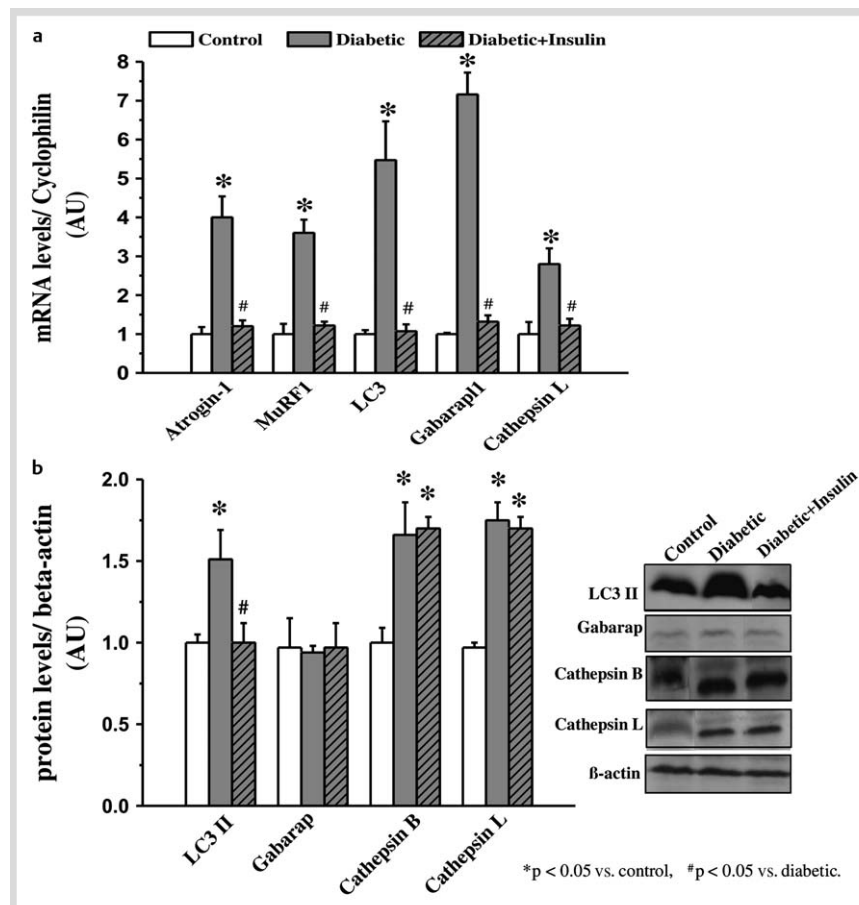 a
Control Diabetic Diabetic+Insulin
mRNA levels/ Cyclophilin
(AU)
8
7
6
5
4
3
2
1
0
* * * * *
# # # # #
Atrogin-1 MuRF1 LC3 Gabarapl1 Cathepsin L
b
protein levels/ beta-actin
(AU)
2.0
1.5
1.0
0.5
0.0
* # * * * *
LC3 II Gabarap Cathepsin B Cathepsin L
Control Diabetic Diabetic+Insulin
LC3 II
Gabarap
Cathepsin B
Cathepsin L
ß-actin
*p < 0.05 vs. control, #p < 0.05 vs. diabetic.